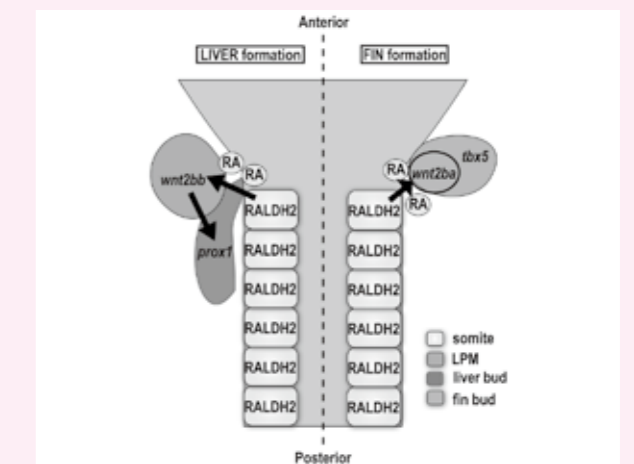 Anterior
LIVER formation
FIN formation
RA
RA
wnt2bb
prox1
RA
wnt2ba
tbx5
RA
RALDH2
RALDH2
RALDH2
RALDH2
RALDH2
RALDH2
RALDH2
RALDH2
RALDH2
RALDH2
RALDH2
RALDH2
somite
LPM
liver bud
fin bud
Posterior